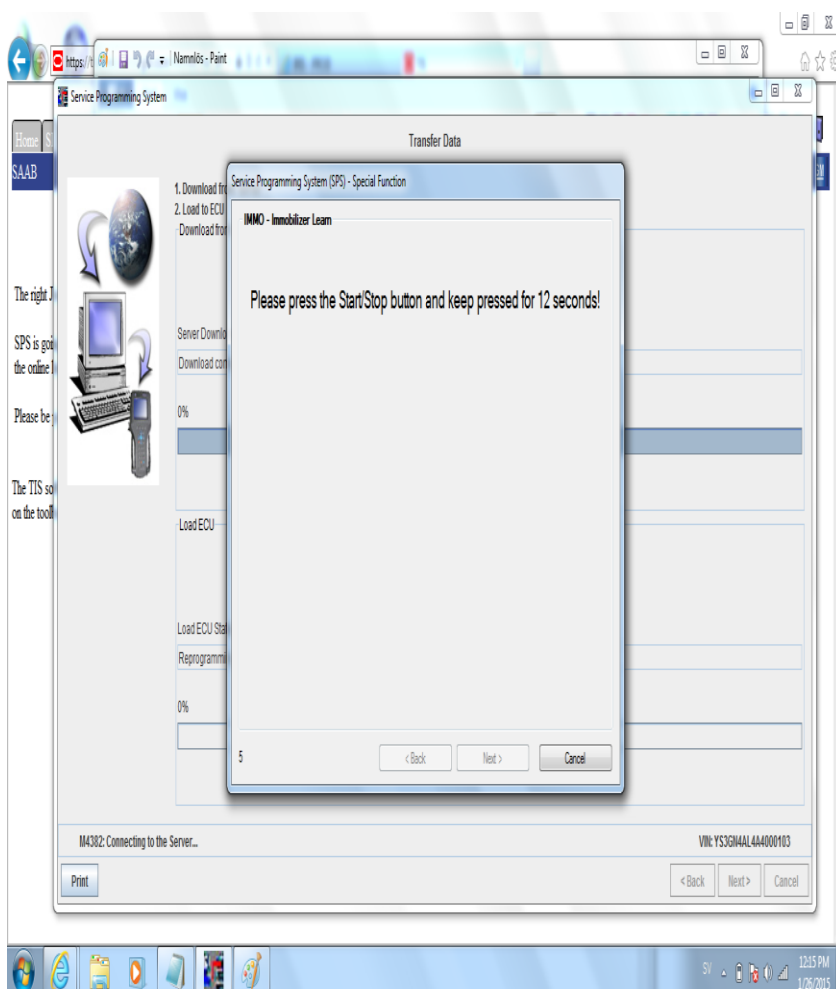 https://t
Namnlös - Paint
Service Programming System
Home
Transfer Data
SAAB
GM
1. Download fr
2. Load to ECU
Download from
Service Programming System (SPS) - Special Function
IMMO - Immobilizer Learn
The right J
Please press the Start/Stop button and keep pressed for 12 seconds!
SPS is goi
the online
Server Downlo
Download con
Please be
0%
The TIS so
on the tool
Load ECU
Load ECU Stat
Reprogrammi
0%
5
< Back
Next >
Cancel
M4382: Connecting to the Server...
VIN: YS3GN4AL4A4000103
Print
< Back
Next >
Cancel
SV
12:15 PM
1/26/2015